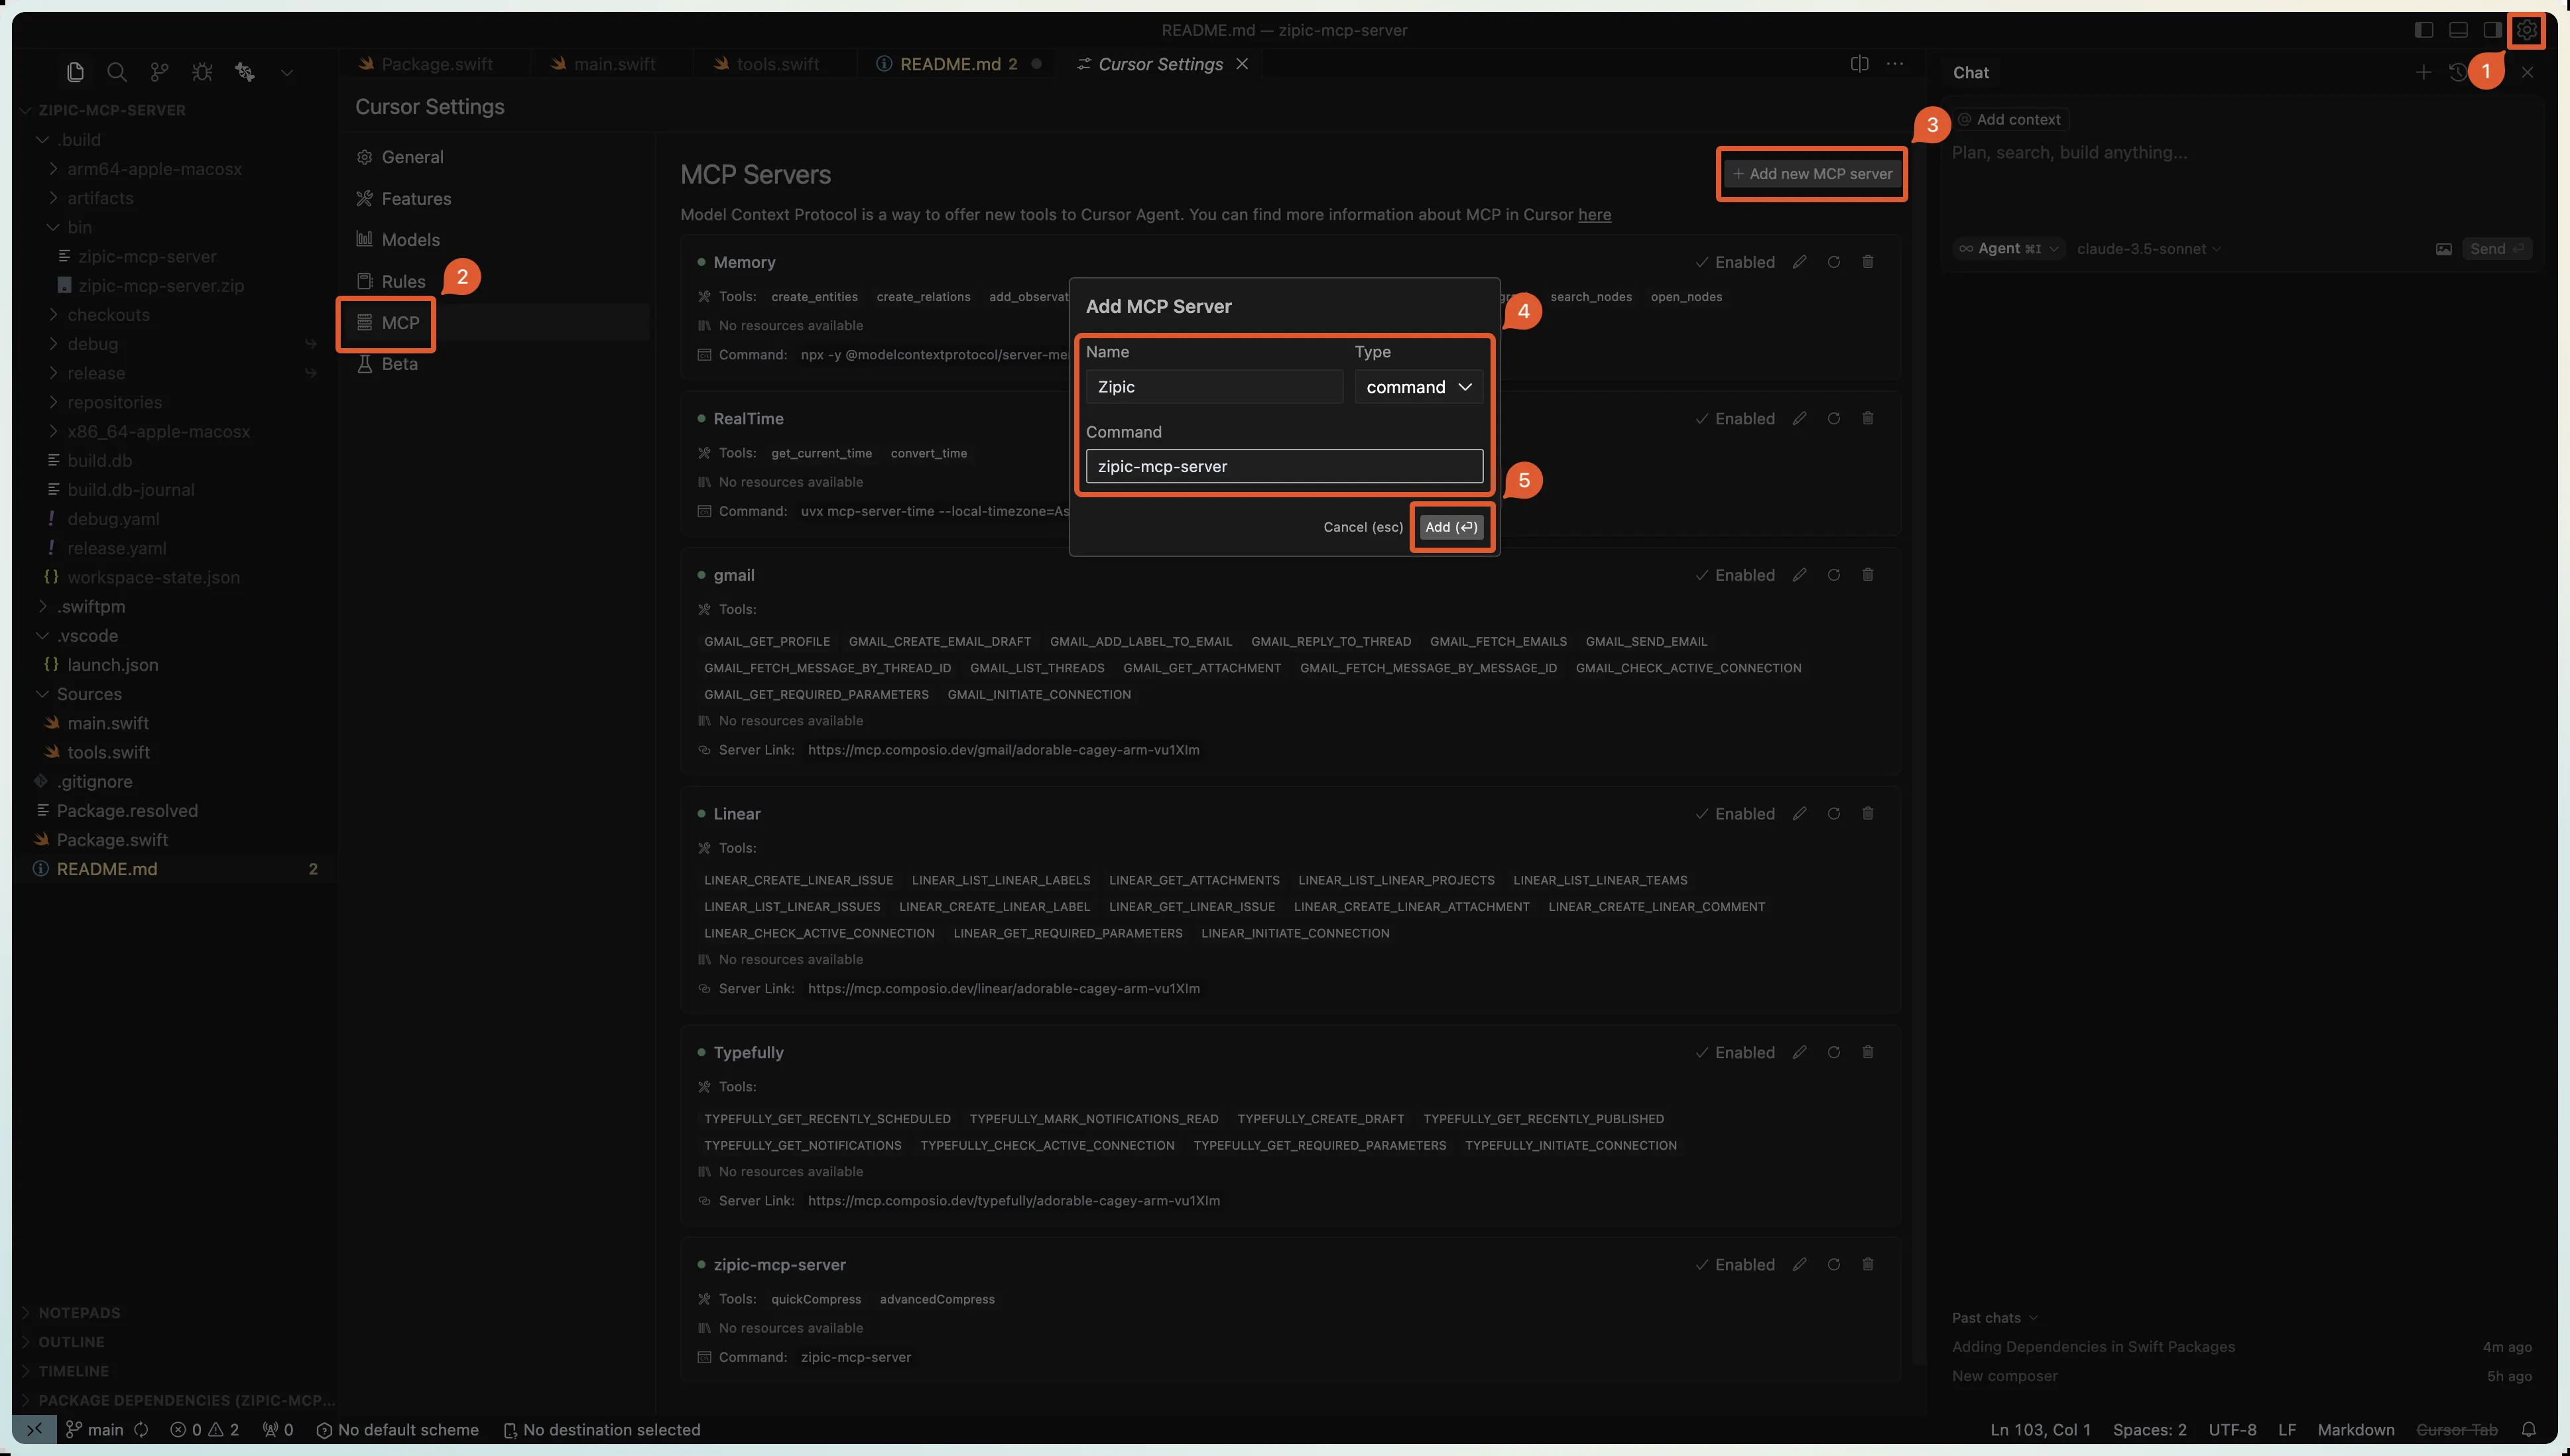 README.md — zipic-mcp-server
1
Package.swift
main.swift
tools.swift
README.md 2
Cursor Settings
ZIPIC-MCP-SERVER
.build
arm64-apple-macosx
artifacts
bin
zipic-mcp-server
zipic-mcp-server.zip
checkouts
debug
release
repositories
x86_64-apple-macosx
build.db
build.db-journal
debug.yaml
release.yaml
workspace-state.json
.swiftpm
.vscode
launch.json
Sources
main.swift
tools.swift
.gitignore
Package.resolved
Package.swift
README.md 2
NOTEPADS
OUTLINE
TIMELINE
PACKAGE DEPENDENCIES (ZIPIC-MCP...
Cursor Settings
General
Features
Models
Rules
2
MCP
Beta
MCP Servers
3
+ Add new MCP server
Model Context Protocol is a way to offer new tools to Cursor Agent. You can find more information about MCP in Cursor here
Memory
Enabled
Tools: create_entities create_relations add_observat
search_nodes open_nodes
No resources available
Command: npx -y @modelcontextprotocol/server-me
RealTime
Enabled
Tools: get_current_time convert_time
No resources available
Command: uvx mcp-server-time --local-timezone=As
Add MCP Server
4
Name Type
Zipic command
Command
zipic-mcp-server
5
Cancel (esc) Add (⏎)
gmail
Enabled
Tools:
GMAIL_GET_PROFILE GMAIL_CREATE_EMAIL_DRAFT GMAIL_ADD_LABEL_TO_EMAIL GMAIL_REPLY_TO_THREAD GMAIL_FETCH_EMAILS GMAIL_SEND_EMAIL
GMAIL_FETCH_MESSAGE_BY_THREAD_ID GMAIL_LIST_THREADS GMAIL_GET_ATTACHMENT GMAIL_FETCH_MESSAGE_BY_MESSAGE_ID GMAIL_CHECK_ACTIVE_CONNECTION
GMAIL_GET_REQUIRED_PARAMETERS GMAIL_INITIATE_CONNECTION
No resources available
Server Link: https://mcp.composio.dev/gmail/adorable-cagey-arm-vu1XIm
Linear
Enabled
Tools:
LINEAR_CREATE_LINEAR_ISSUE LINEAR_LIST_LINEAR_LABELS LINEAR_GET_ATTACHMENTS LINEAR_LIST_LINEAR_PROJECTS LINEAR_LIST_LINEAR_TEAMS
LINEAR_LIST_LINEAR_ISSUES LINEAR_CREATE_LINEAR_LABEL LINEAR_GET_LINEAR_ISSUE LINEAR_CREATE_LINEAR_ATTACHMENT LINEAR_CREATE_LINEAR_COMMENT
LINEAR_CHECK_ACTIVE_CONNECTION LINEAR_GET_REQUIRED_PARAMETERS LINEAR_INITIATE_CONNECTION
No resources available
Server Link: https://mcp.composio.dev/linear/adorable-cagey-arm-vu1XIm
Typefully
Enabled
Tools:
TYPEFULLY_GET_RECENTLY_SCHEDULED TYPEFULLY_MARK_NOTIFICATIONS_READ TYPEFULLY_CREATE_DRAFT TYPEFULLY_GET_RECENTLY_PUBLISHED
TYPEFULLY_GET_NOTIFICATIONS TYPEFULLY_CHECK_ACTIVE_CONNECTION TYPEFULLY_GET_REQUIRED_PARAMETERS TYPEFULLY_INITIATE_CONNECTION
No resources available
Server Link: https://mcp.composio.dev/typefully/adorable-cagey-arm-vu1XIm
zipic-mcp-server
Enabled
Tools: quickCompress advancedCompress
No resources available
Command: zipic-mcp-server
Chat
@ Add context
Plan, search, build anything...
∞ Agent ⌘I claude-3.5-sonnet Send ⏎
Past chats
Adding Dependencies in Swift Packages 4m ago
New composer 5h ago
main 0 2 0 No default scheme No destination selected
Ln 103, Col 1 Spaces: 2 UTF-8 LF Markdown Cursor Tab